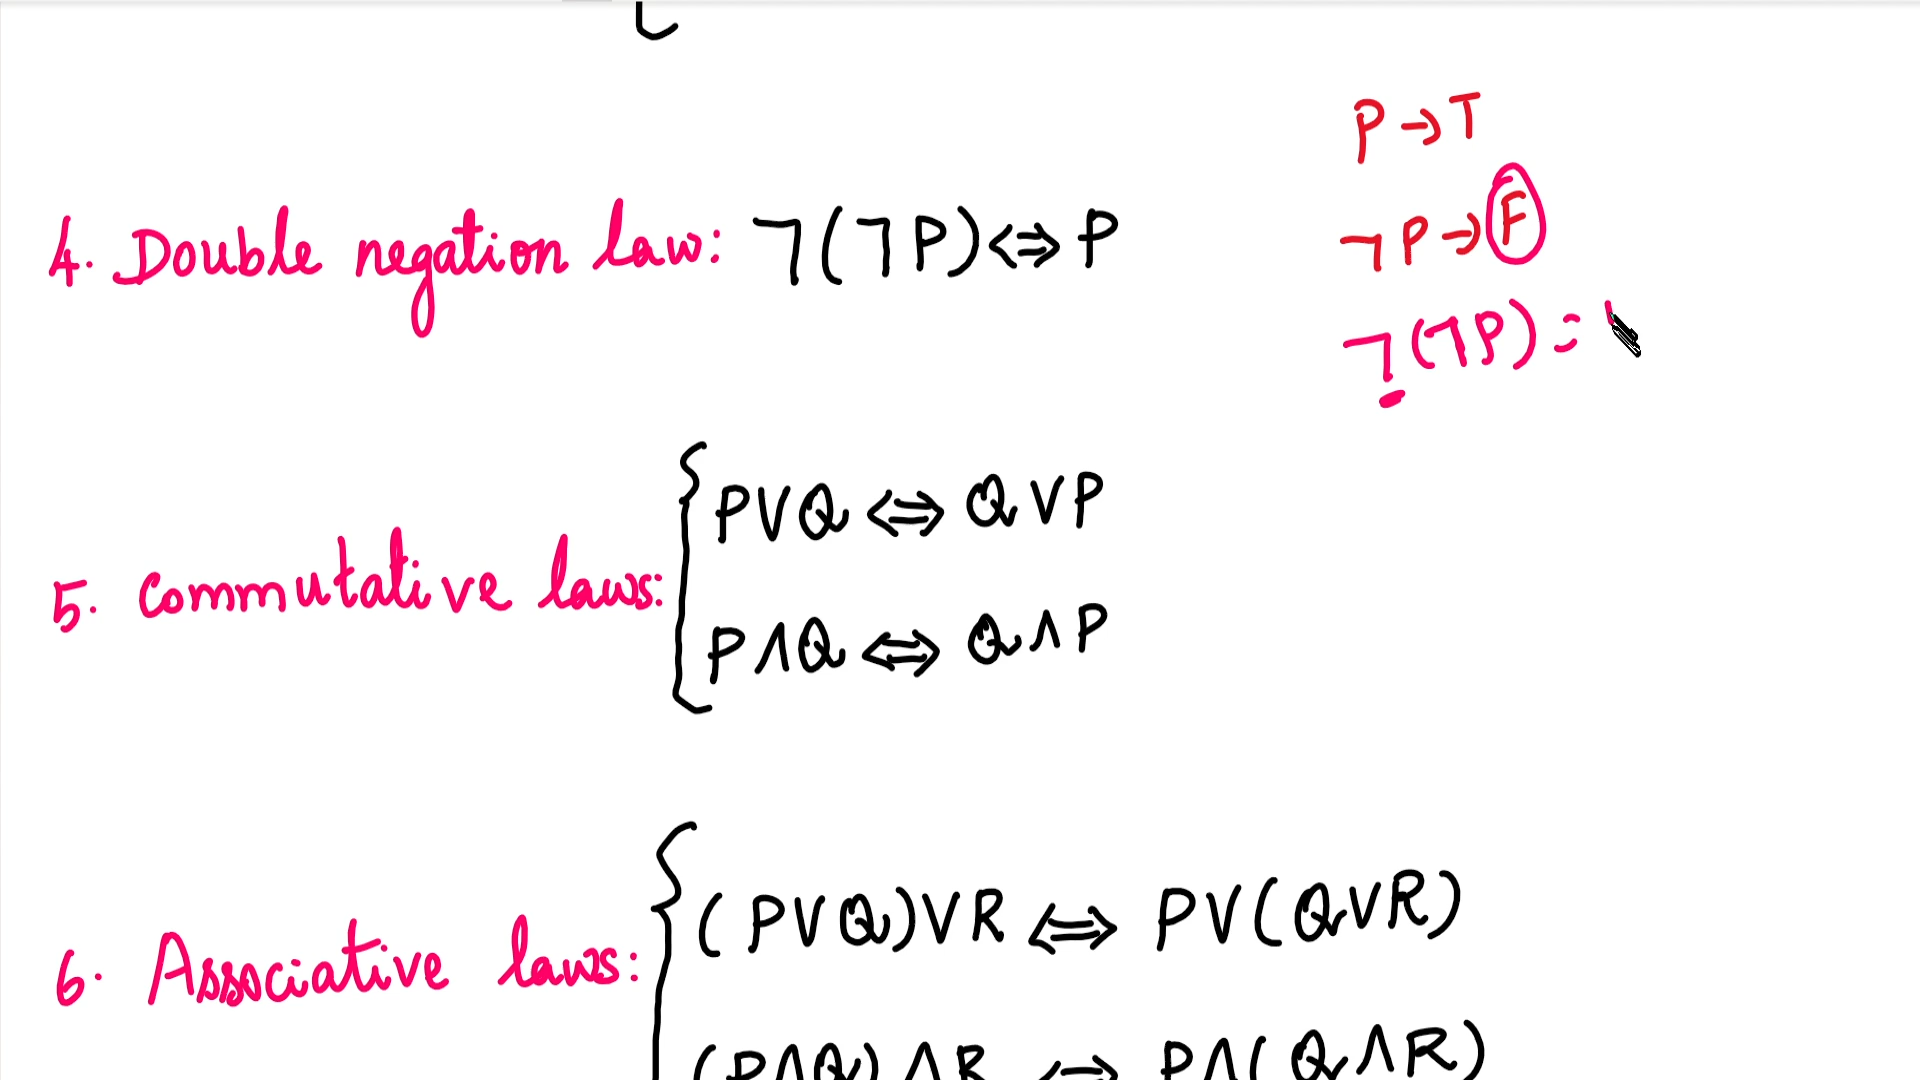 P → T
¬P → F
4. Double negation law: ¬(¬P) ⇔ P
¬(¬P) =
5. Commutative laws:
P∨Q ⇔ Q∨P
P∧Q ⇔ Q∧P
6. Associative laws:
(P∨Q)∨R ⇔ P∨(Q∨R)
(P∧Q)∧R ⇔ P∧(Q∧R)